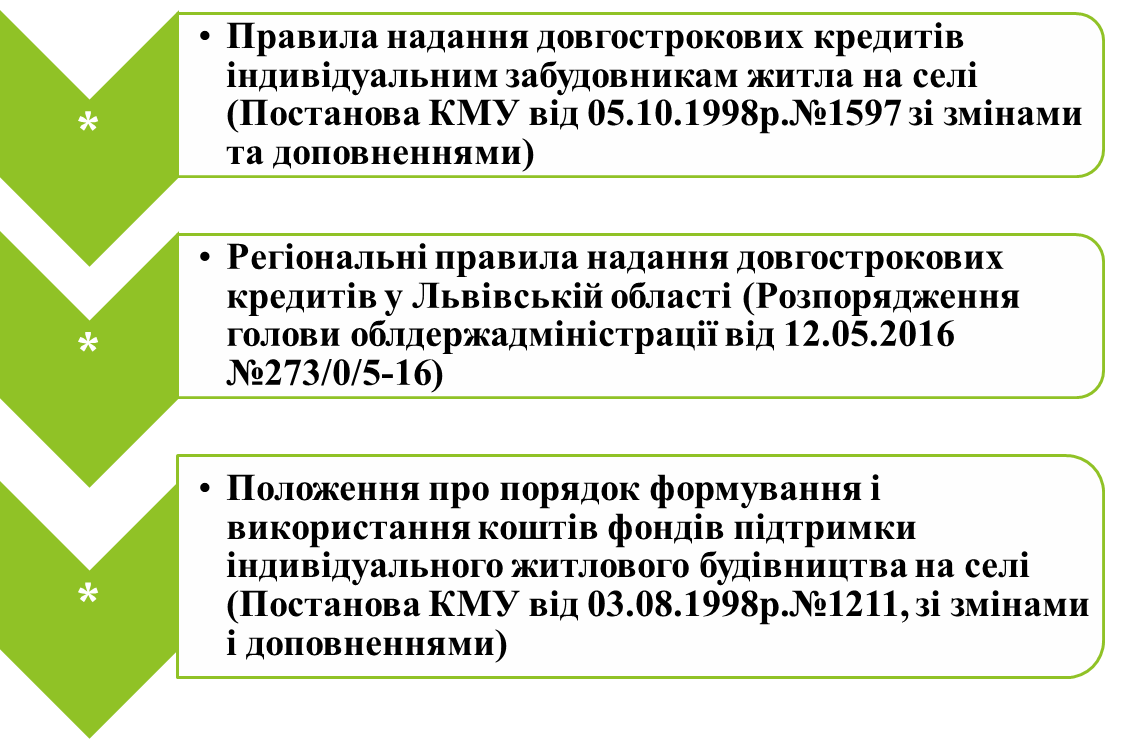 • Правила надання довгострокових кредитів
індивідуальним забудовникам житла на селі
(Постанова КМУ від 05.10.1998р.№1597 зі змінами
та доповненнями)
*
• Регіональні правила надання довгострокових
кредитів у Львівській області (Розпорядження
голови облдержадміністрації від 12.05.2016
№273/0/5-16)
*
• Положення про порядок формування і
використання коштів фондів підтримки
індивідуального житлового будівництва на селі
(Постанова КМУ від 03.08.1998р.№1211, зі змінами
і доповненнями)
*